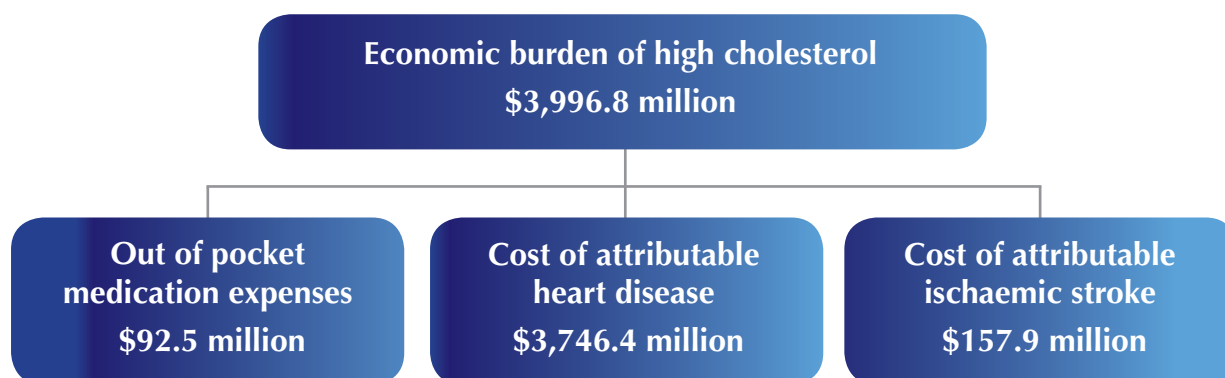 Economic burden of high cholesterol
$3,996.8 million
Out of pocket
medication expenses
$92.5 million
Cost of attributable
heart disease
$3,746.4 million
Cost of attributable
ischaemic stroke
$157.9 million